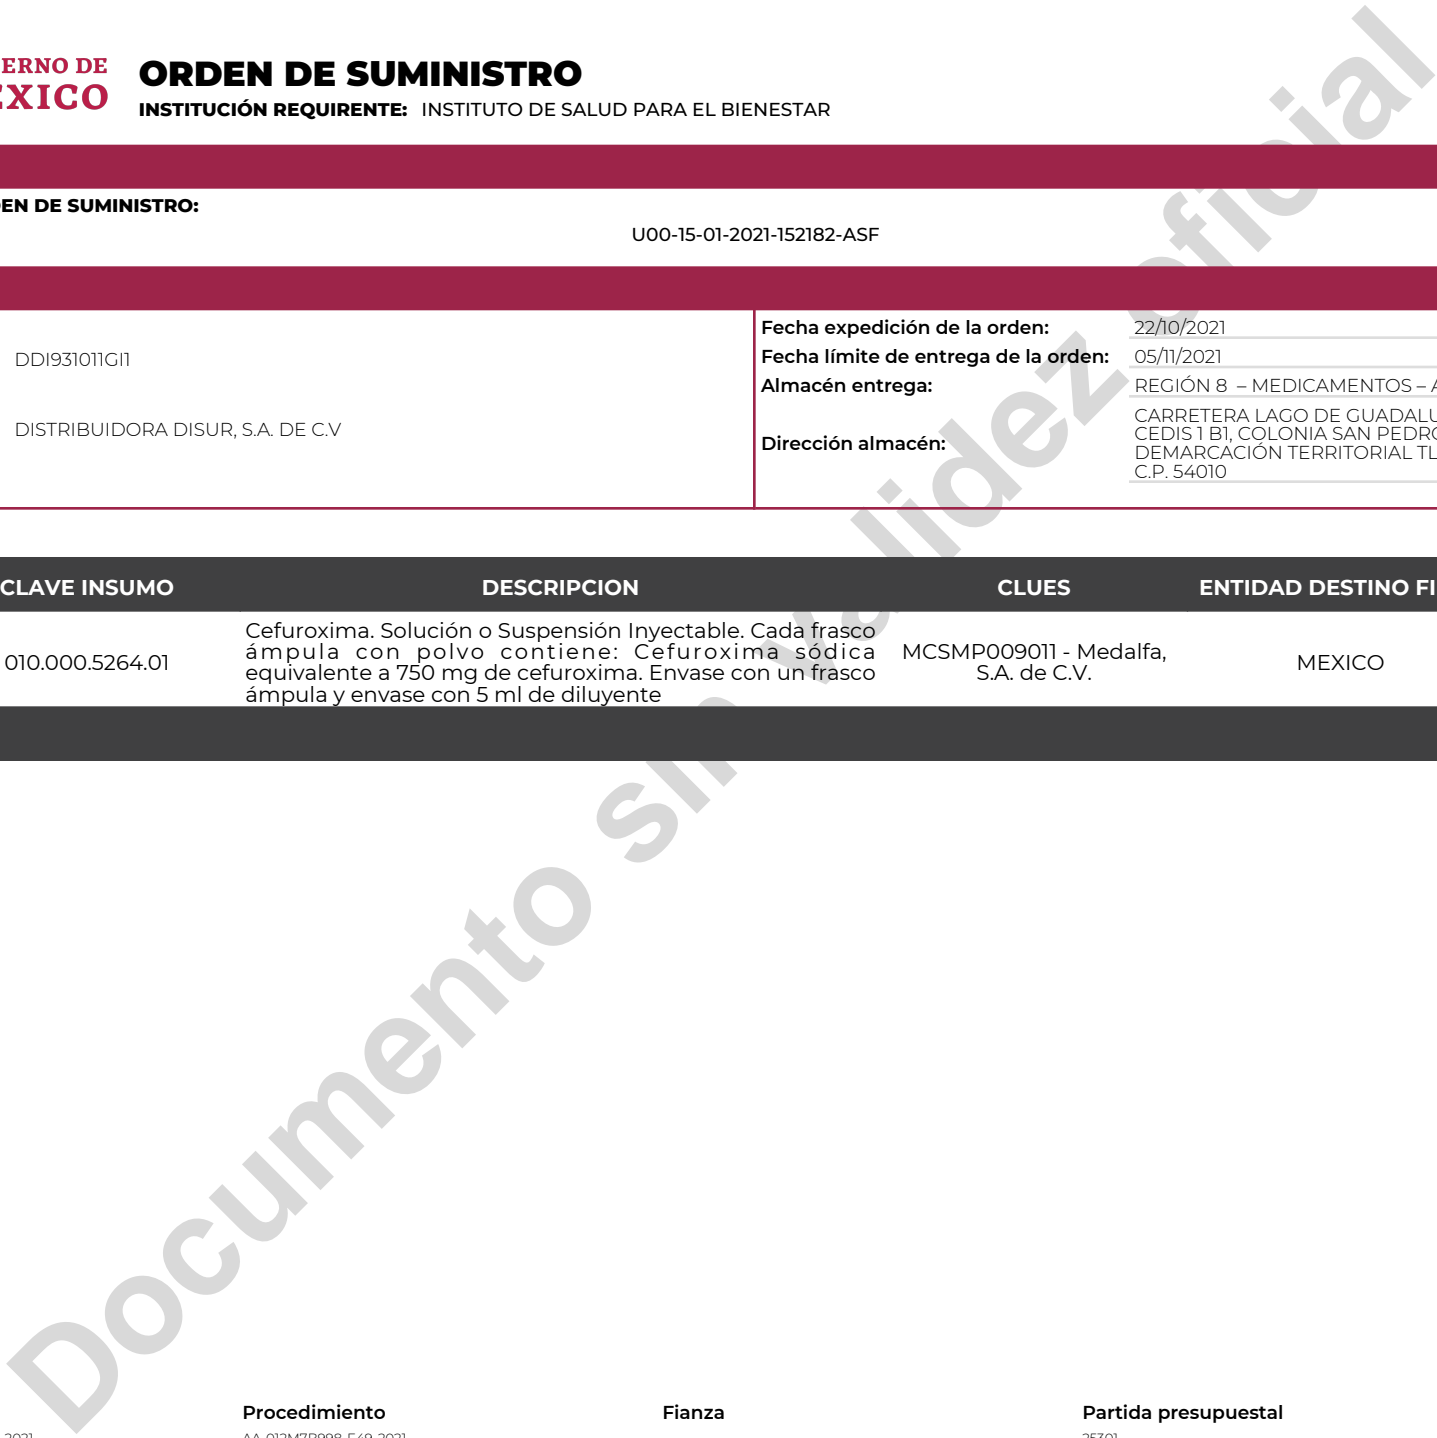 ERNO DE
ORDEN DE SUMINISTRO
EXICO
INSTITUCIÓN REQUIRENTE: INSTITUTO DE SALUD PARA EL BIENESTAR
EN DE SUMINISTRO:
U00-15-01-2021-152182-ASF
DDI931011GI1
DISTRIBUIDORA DISUR, S.A. DE C.V
Fecha expedición de la orden: 22/10/2021
Fecha límite de entrega de la orden: 05/11/2021
Almacén entrega: REGIÓN 8 – MEDICAMENTOS – A
Dirección almacén:
CARRETERA LAGO DE GUADALU
CEDIS 1 B1, COLONIA SAN PEDRO
DEMARCACIÓN TERRITORIAL TL
C.P. 54010
CLAVE INSUMO DESCRIPCION CLUES ENTIDAD DESTINO FI
010.000.5264.01
Cefuroxima. Solución o Suspensión Inyectable. Cada frasco
ámpula con polvo contiene: Cefuroxima sódica
equivalente a 750 mg de cefuroxima. Envase con un frasco
ámpula y envase con 5 ml de diluyente
MCSMP009011 - Medalfa,
S.A. de C.V.
MEXICO
Documento sin validez oficial
Procedimiento Fianza Partida presupuestal